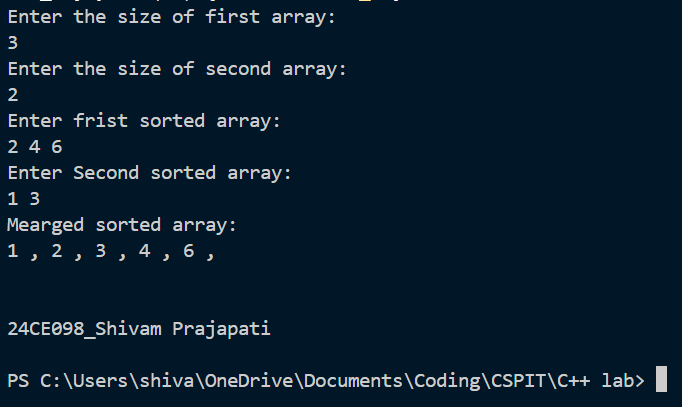 Enter the size of first array:
3
Enter the size of second array:
2
Enter frist sorted array:
2 4 6
Enter Second sorted array:
1 3
Mearged sorted array:
1 , 2 , 3 , 4 , 6 ,
24CE098_Shivam Prajapati
PS C:\Users\shiva\OneDrive\Documents\Coding\CSPIT\C++ lab>